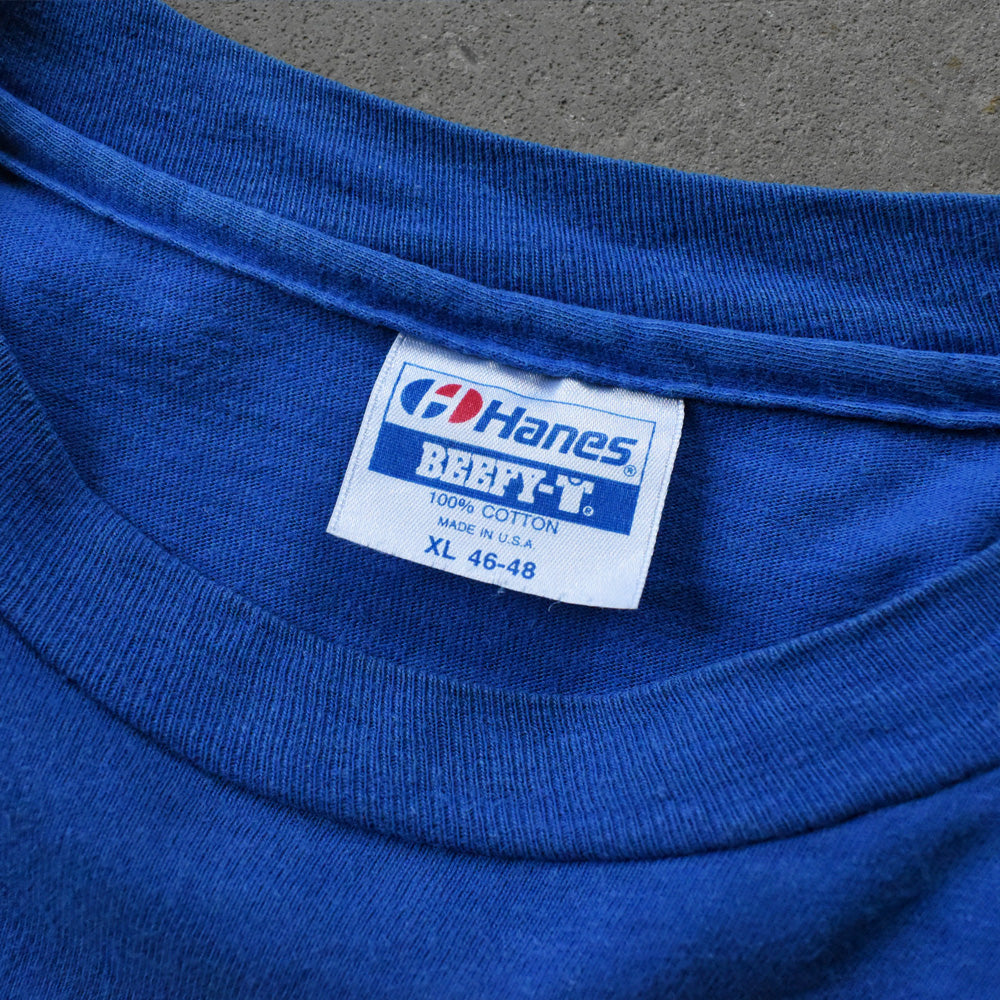 Hanes®
BEEFY-T®
100% COTTON
MADE IN U.S.A.
XL 46-48